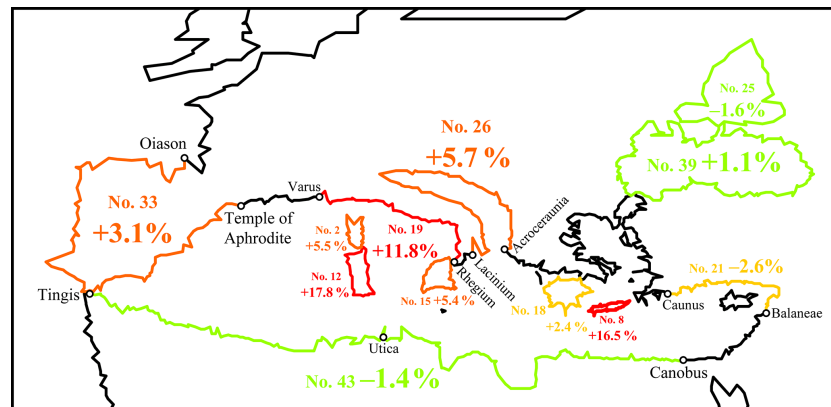 No. 25
−1.6%
No. 26
+5.7 %
Oiason
No. 39 +1.1%
Varus
No. 33
+3.1%
Temple of
Aphrodite
No. 2
+5.5 %
No. 19
+11.8%
Acroceraunia
Lacinium
Rhegium
No. 12
+17.8 %
No. 15 +5.4 %
No. 21 −2.6%
Tingis
Caunus
No. 18
+2.4 %
No. 8
+16.5 %
Balaneae
Utica
Canobus
No. 43 −1.4%